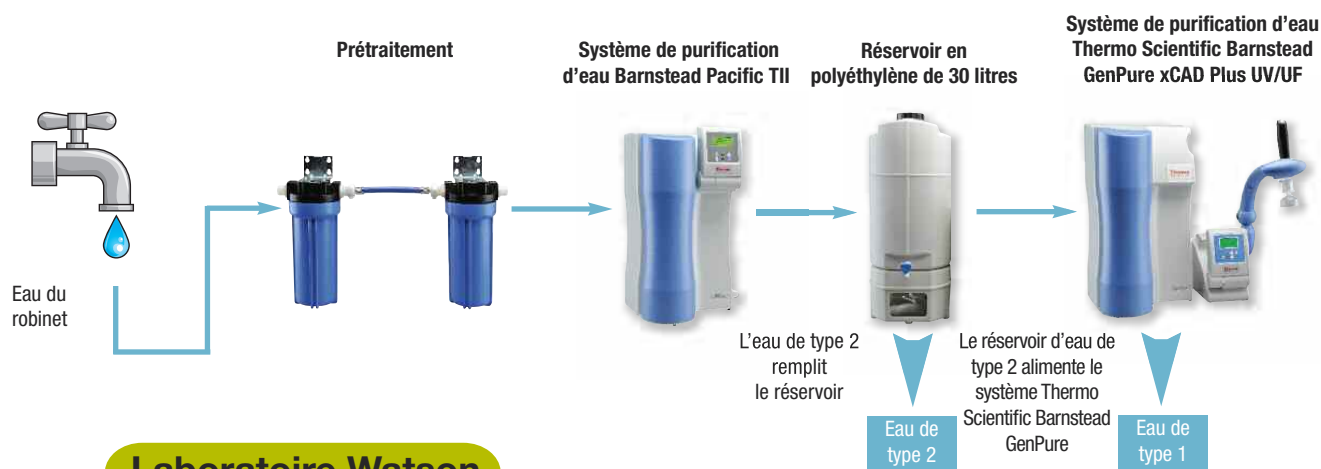 Prétraitement
Système de purification
d'eau Barnstead Pacific TII
Réservoir en
polyéthylène de 30 litres
Système de purification d'eau
Thermo Scientific Barnstead
GenPure xCAD Plus UV/UF
Eau du
robinet
L'eau de type 2
remplit
le réservoir
Le réservoir d'eau de
type 2 alimente le
système Thermo
Scientific Barnstead
GenPure
Eau de
type 2
Eau de
type 1
Laboratoire Watson